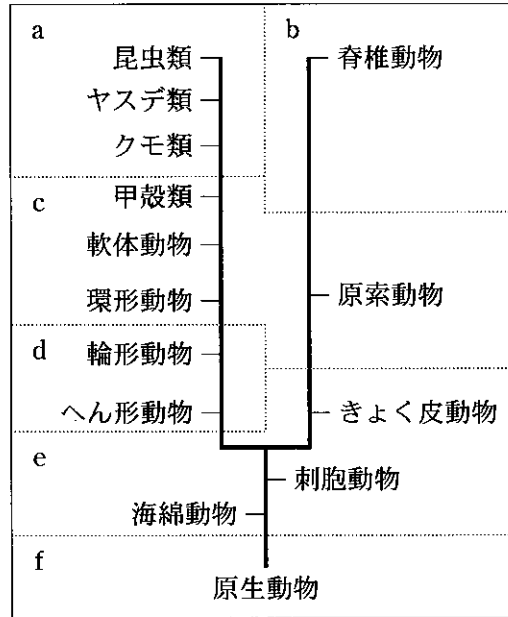 a
b
昆虫類
脊椎動物
ヤスデ類
クモ類
c
甲殻類
軟体動物
環形動物
原索動物
d
輪形動物
へん形動物
きょく皮動物
e
刺胞動物
海綿動物
f
原生動物